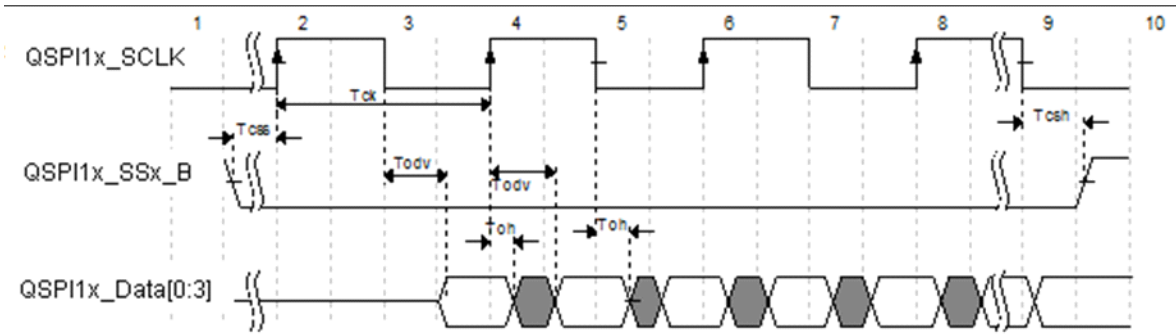 1 2 3 4 5 6 7 8 9 10
QSPI1x_SCLK
Tck
Tcss
Tcsh
QSPI1x_SSx_B
Todv
Todv
Toh
Toh
QSPI1x_Data[0:3]